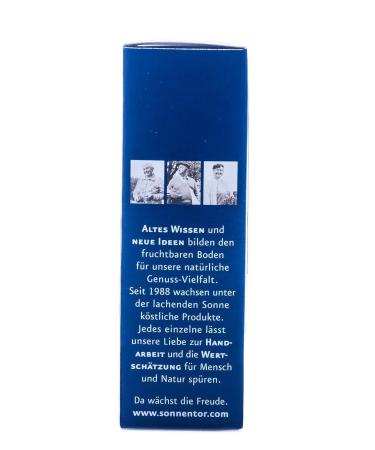 ALTES WISSEN und
NEUE IDEEN bilden den
fruchtbaren Boden
für unsere natürliche
Genuss-Vielfalt.
Seit 1988 wachsen unter
der lachenden Sonne
köstliche Produkte.
Jedes einzelne lässt
unsere Liebe zur HAND-
ARBEIT und die WERT-
SCHÄTZUNG für Mensch
und Natur spüren.
Da wächst die Freude.
www.sonnentor.com